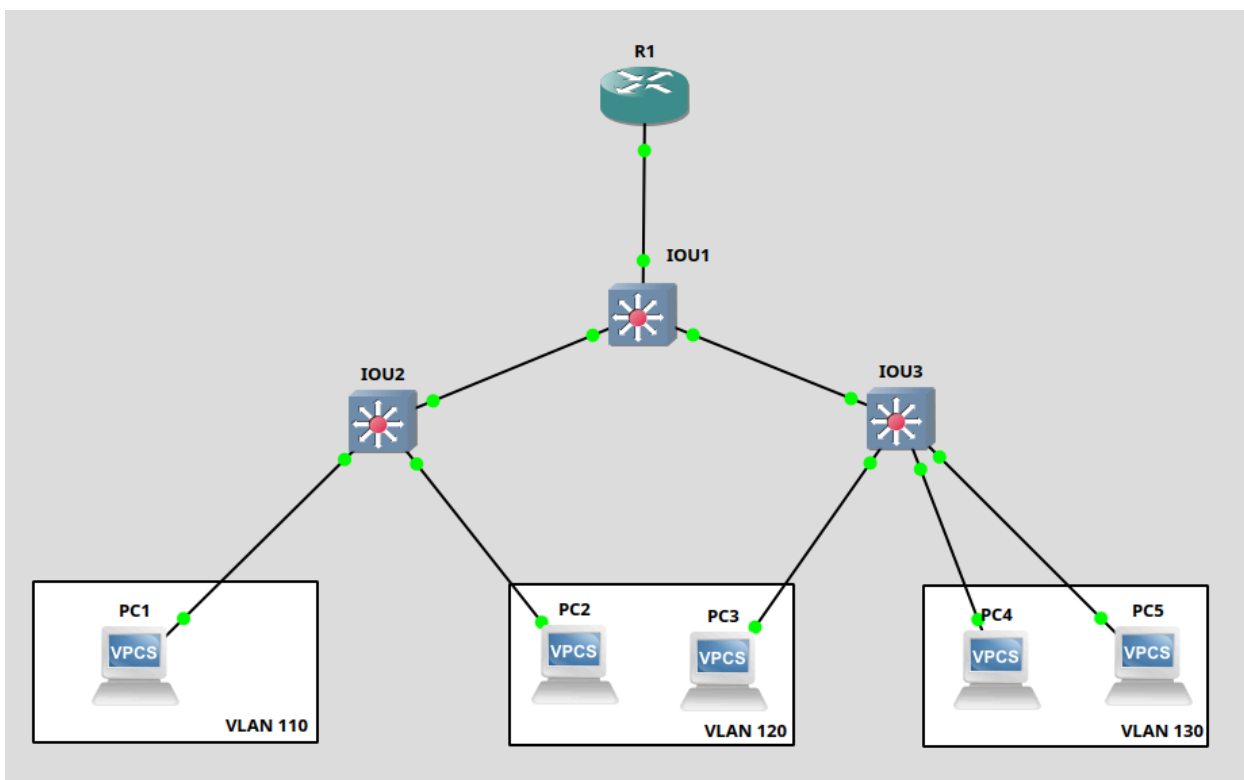 R1
IOU1
IOU2
IOU3
PC1
PC2
PC3
PC4
PC5
VPCS
VPCS
VPCS
VPCS
VPCS
VLAN 110
VLAN 120
VLAN 130